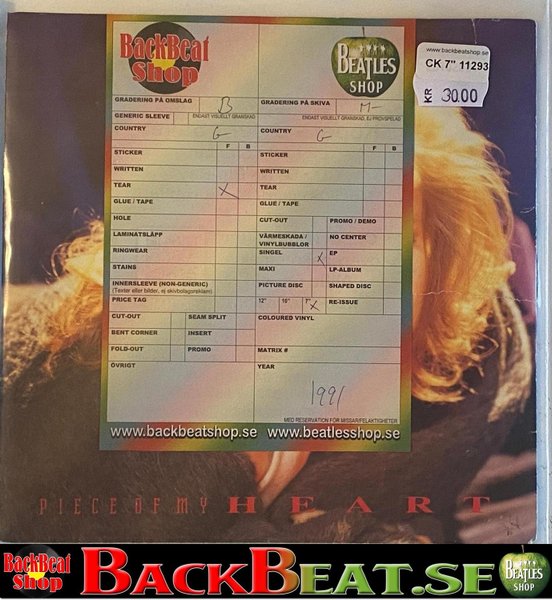 BackBeat
Shop
BEATLES
SHOP
www.backbeatshop.se
CK 7" 11293
KR 30.00
GRADERING PÅ OMSLAG B
GRADERING PÅ SKIVA M-
GENERIC SLEEVE
ENDAST VISUELLT GRANSKAD
ENDAST VISUELLT GRANSKAD, EJ PROVSPELAD
COUNTRY G
COUNTRY G
F B
F B
STICKER
STICKER
WRITTEN
WRITTEN
TEAR X
TEAR
GLUE / TAPE
GLUE / TAPE
HOLE
CUT-OUT
PROMO / DEMO
LAMINATSLÄPP
VÄRMESKADA /
VINYLBUBBLOR
NO CENTER
RINGWEAR
SINGEL X
EP
STAINS
MAXI
LP-ALBUM
INNERSLEEVE (NON-GENERIC)
(Texter eller bilder, ej skivbolagsreklam)
PICTURE DISC
SHAPED DISC
PRICE TAG
12" 10" 7" X
RE-ISSUE
CUT-OUT
SEAM SPLIT
COLOURED VINYL
BENT CORNER
INSERT
FOLD-OUT
PROMO
MATRIX #
ÖVRIGT
YEAR
1991
MED RESERVATION FÖR MISSAR/FELAKTIGHETER
www.backbeatshop.se www.beatlesshop.se
PIECE OF MY HEART
BackBeat
Shop
BACKBEAT.SE
BEATLES
SHOP